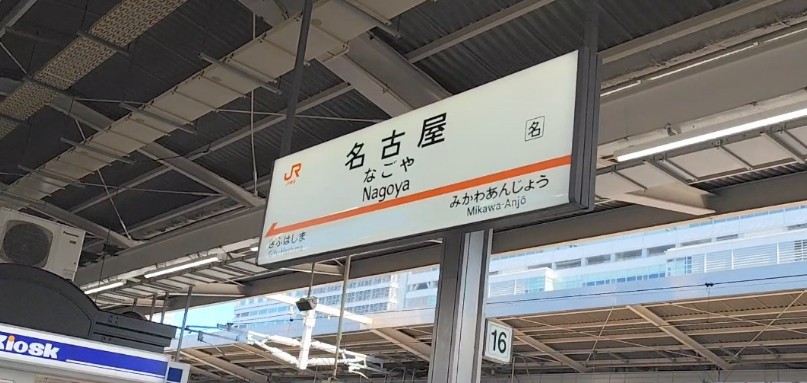 JR
名古屋
名
なごや
Nagoya
ぎふはしま
みかわあんじょう
Mikawa-Anjō
16
Kiosk